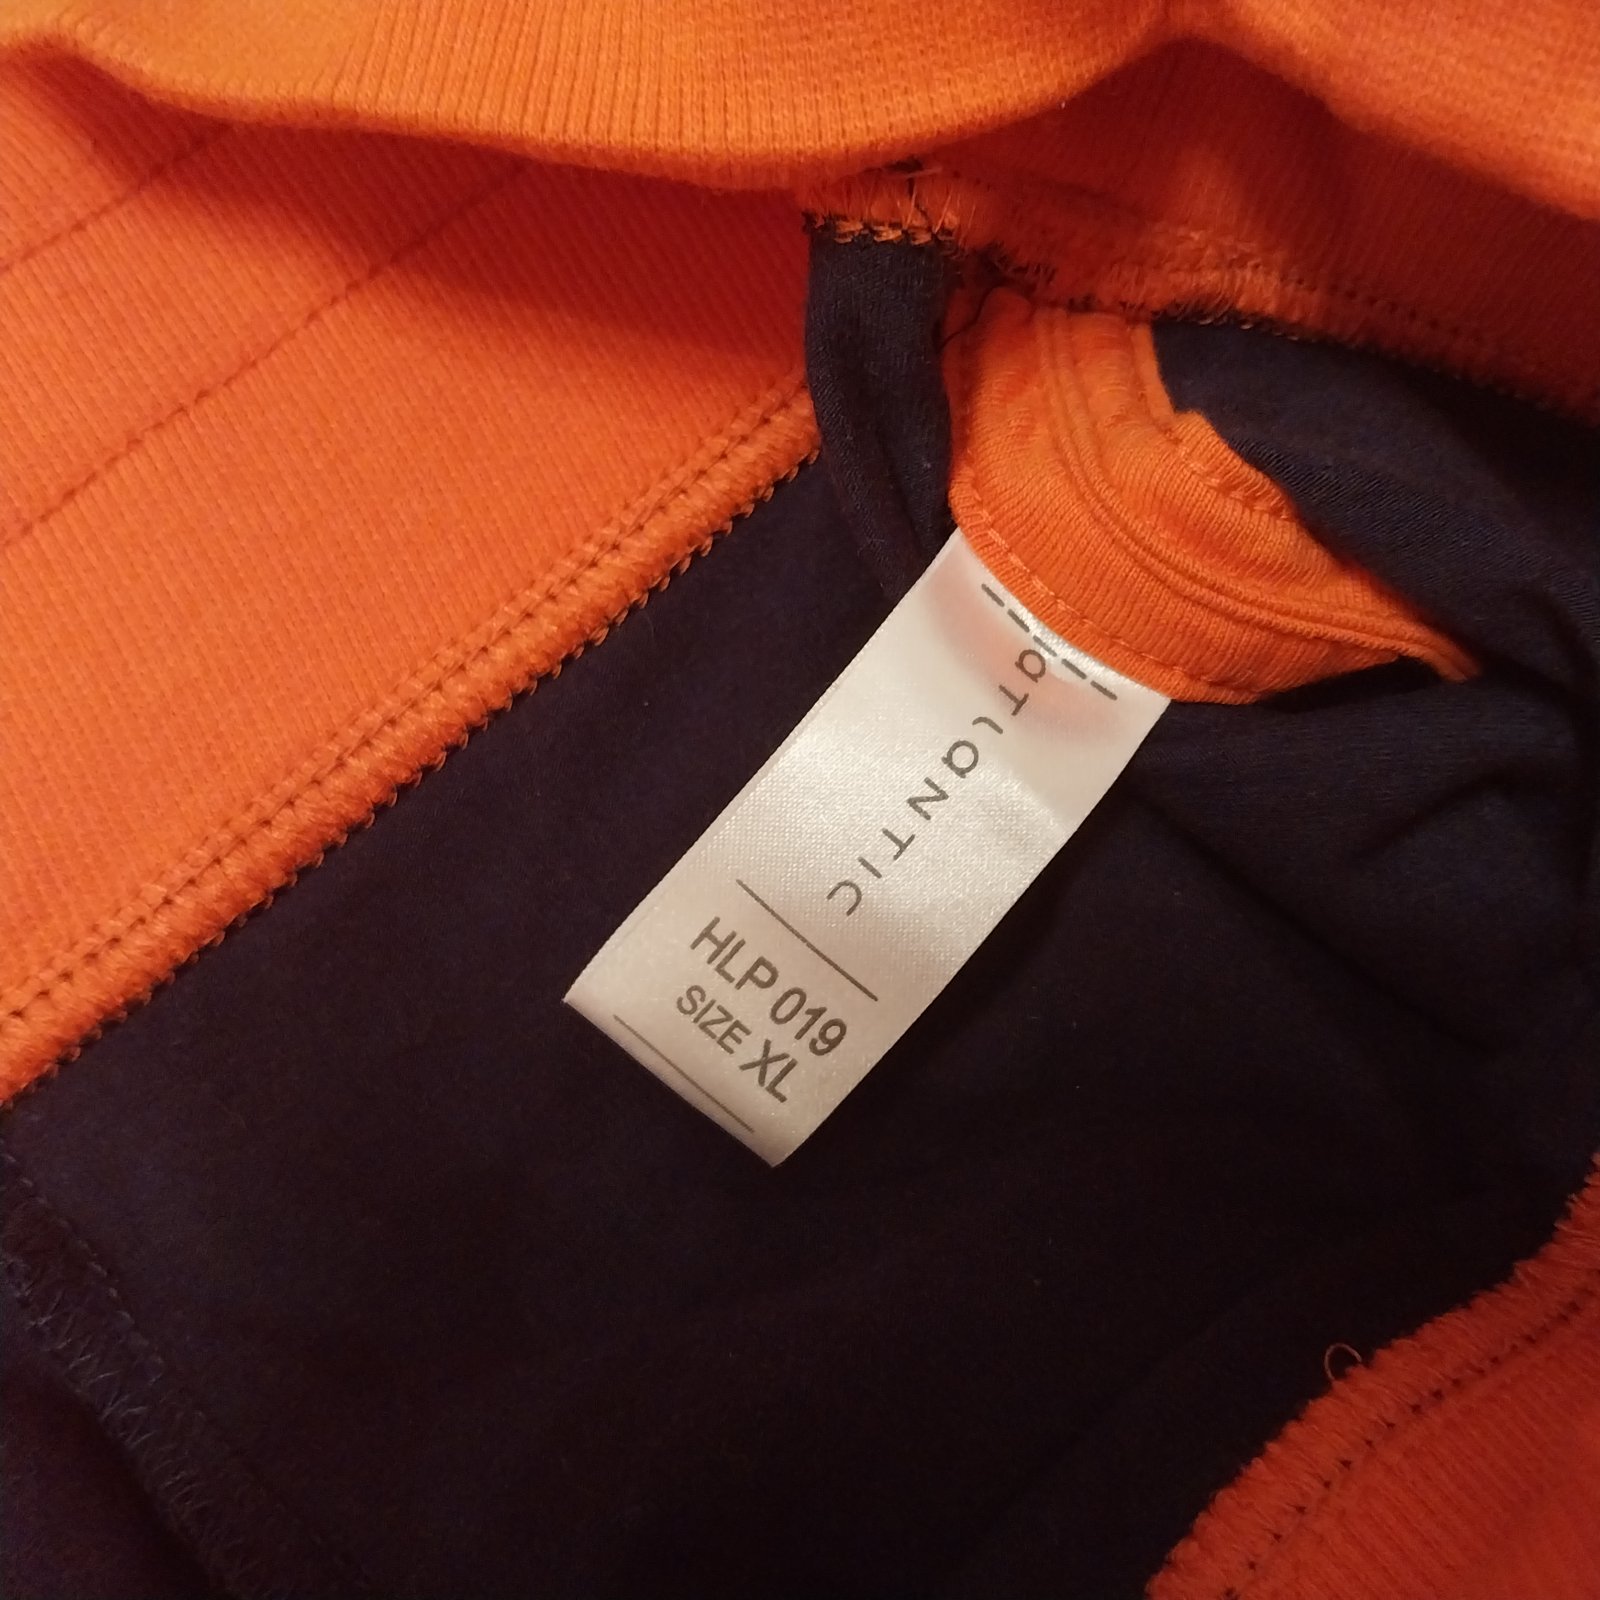 atlantic
HLP 019
SIZE XL